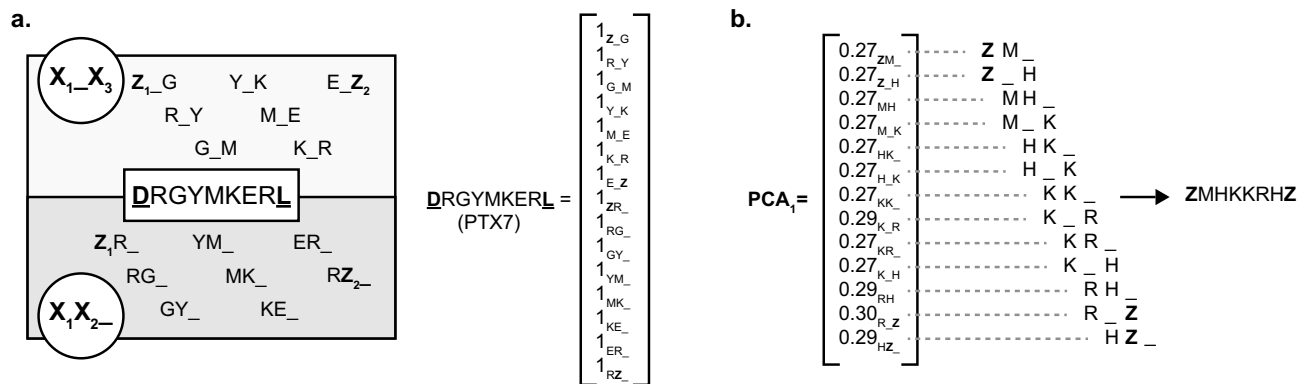 a.
X₁_X₃
Z₁_G Y_K E_Z₂
R_Y M_E
G_M K_R
DRGYMKERL
Z₁R_ YM_ ER_
RG_ MK_ RZ₂_
GY_ KE_
X₁X₂_
DRGYMKERL =
(PTX7)
1Z_G
1R_Y
1G_M
1Y_K
1M_E
1K_R
1E_Z
1ZR_
1RG_
1GY_
1YM_
1MK_
1KE_
1ER_
1RZ_
b.
PCA₁=
0.27ZM_ Z M _
0.27Z_H Z _ H
0.27MH M H _
0.27M_K M _ K
0.27HK_ H K _
0.27H_K H _ K
0.27KK_ K K _
0.29K_R K _ R
0.27KR_ K R _
0.27K_H K _ H
0.29RH R H _
0.30R_Z R _ Z
0.29HZ_ H Z _
ZMHKKRHZ